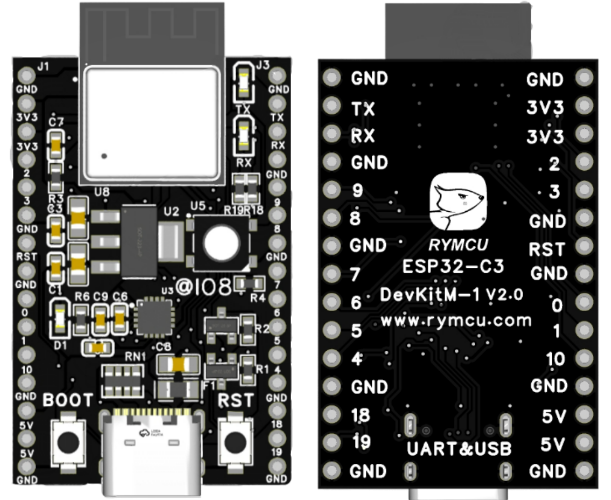 J1
J3
GND
GND
3V3
C7
TX
TX
3V3
RX
RX
2
R3
U8
GND
3
C3
U2
U5
R19R18
9
GND
8
RST
C1
U3
@IO8
R4
GND
GND
7
0
D1
R6
C9
C6
6
R2
1
5
10
RN1
C8
F1
R1
4
GND
BOOT
RST
GND
5V
18
5V
19
GND
GND
GND
GND
TX
3V3
RX
3V3
GND
2
9
3
8
GND
RYMCU
GND
RST
ESP32-C3
7
GND
DevKitM-1 V2.0
6
0
www.rymcu.com
5
1
4
10
GND
GND
18
5V
19
UART&USB
5V
GND
GND